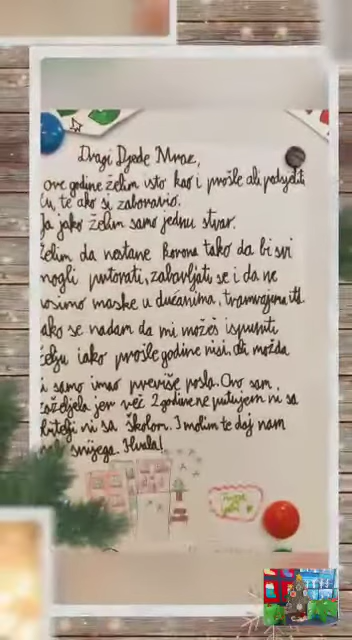 Dragi Djede Mraz,
ove godine želim isto kao i prošle ali podsjetit
ću te ako si zaboravio.
Ja jako želim samo jednu stvar.
želim da nestane korona tako da bi svi
mogli putovati, zabavljati se i da ne
nosimo maske u dućanima, tramvajima itd.
ako se nadam da mi možeš ispuniti
želju iako prošle godine nisi, ali možda
si samo imao previše posla. Ovo sam
zaželjela jer već 2 godine ne putujem ni sa
obitelji ni sa školom. I molim te daj nam
snijega. Hvala!